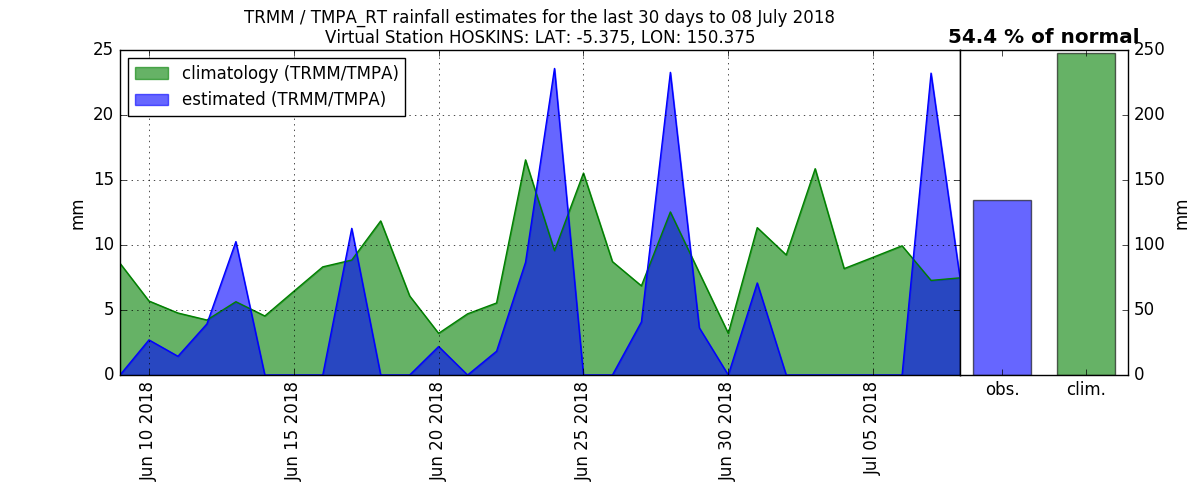 TRMM / TMPA_RT rainfall estimates for the last 30 days to 08 July 2018
Virtual Station HOSKINS: LAT: -5.375, LON: 150.375
54.4 % of normal
climatology (TRMM/TMPA)
estimated (TRMM/TMPA)
25
20
15
10
5
0
mm
Jun 10 2018
Jun 15 2018
Jun 20 2018
Jun 25 2018
Jun 30 2018
Jul 05 2018
250
200
150
100
50
0
mm
obs.
clim.